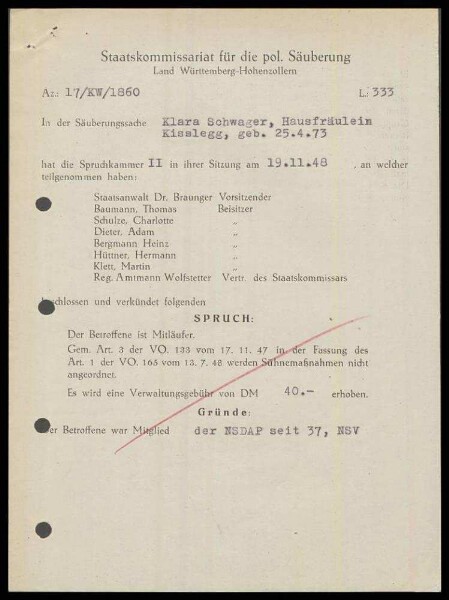 Staatskommissariat für die pol. Säuberung
Land Württemberg-Hohenzollern
Az.: 17/KW/1860 L: 333
In der Säuberungssache Klara Schwager, Hausfräulein
Kisslegg, geb. 25.4.73
hat die Spruchkammer II in ihrer Sitzung am 19.11.48 , an welcher
teilgenommen haben:
Staatsanwalt Dr. Braunger Vorsitzender
Baumann, Thomas Beisitzer
Schulze, Charlotte „
Dieter, Adam „
Bergmann Heinz „
Hüttner, Hermann „
Klett, Martin „
Reg. Amtmann Wolfstetter Vertr. des Staatskommissars
beschlossen und verkündet folgenden
SPRUCH:
Der Betroffene ist Mitläufer.
Gem. Art. 3 der VO. 133 vom 17. 11. 47 in der Fassung des
Art. 1 der VO. 165 vom 13. 7. 48 werden Sühnemaßnahmen nicht
angeordnet.
Es wird eine Verwaltungsgebühr von DM 40.- erhoben.
Gründe:
Der Betroffene war Mitglied der NSDAP seit 37, NSV